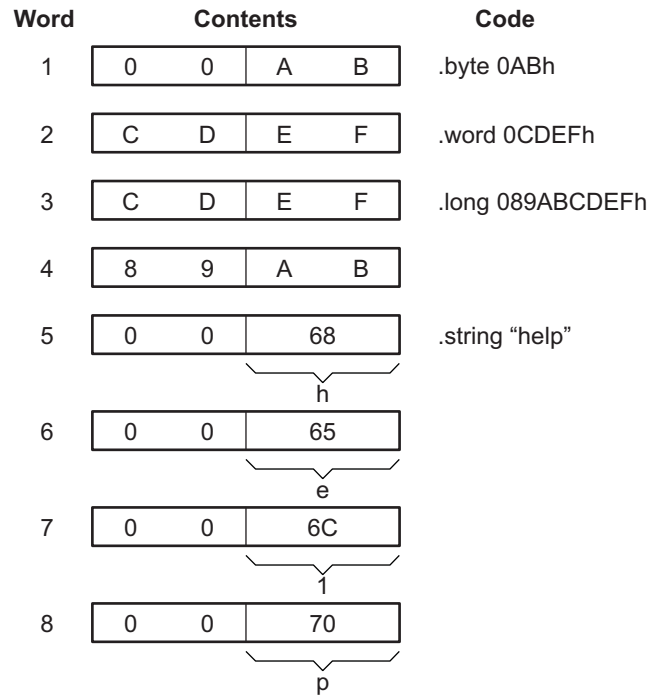 Word Contents Code
1 0 0 A B .byte 0ABh
2 C D E F .word 0CDEFh
3 C D E F .long 089ABCDEFh
4 8 9 A B
5 0 0 68 .string “help”
h
6 0 0 65
e
7 0 0 6C
1
8 0 0 70
p